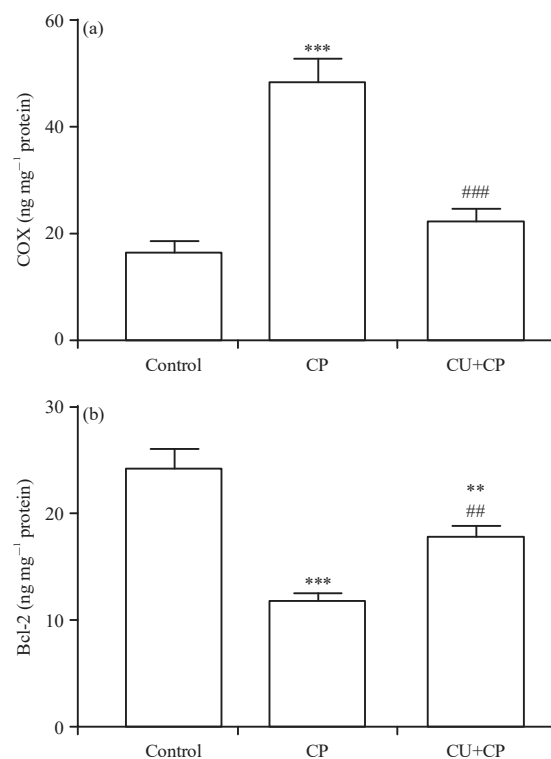 (a)
60
40
20
0
COX (ng mg⁻¹ protein)
***
###
Control
CP
CU+CP
(b)
30
20
10
0
Bcl-2 (ng mg⁻¹ protein)
***
**
##
Control
CP
CU+CP